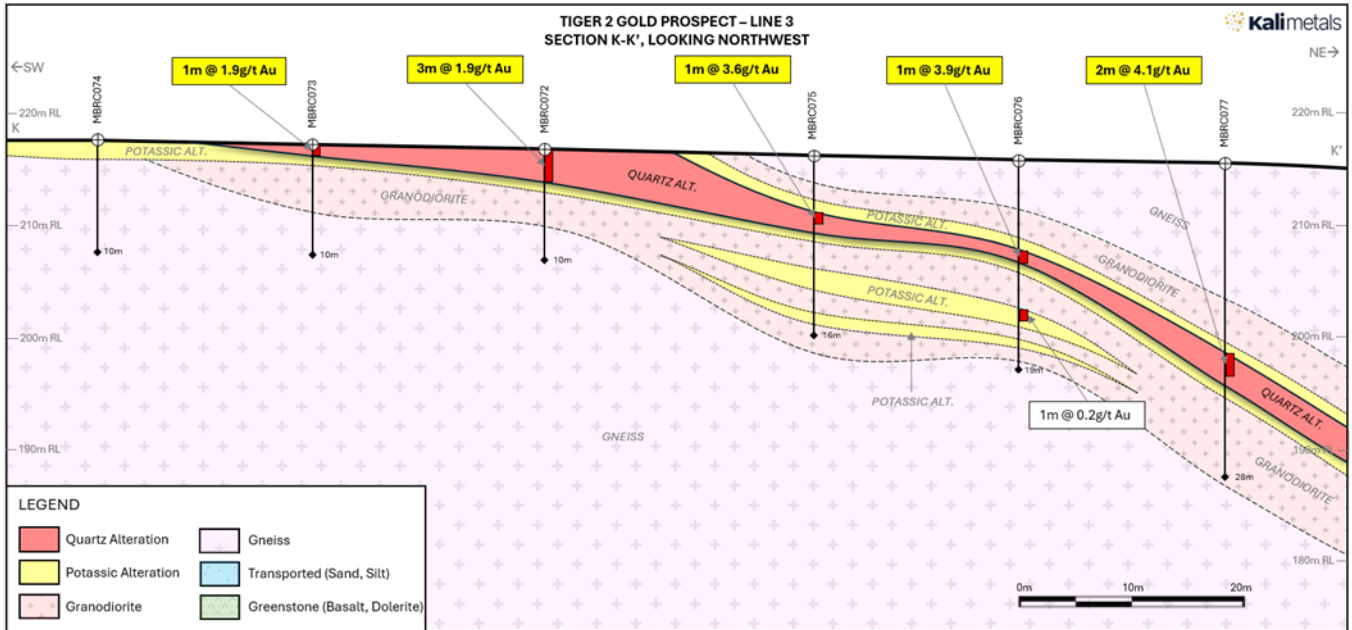 TIGER 2 GOLD PROSPECT – LINE 3
SECTION K-K’, LOOKING NORTHWEST
Kalimetals
←SW
NE→
1m @ 1.9g/t Au
3m @ 1.9g/t Au
1m @ 3.6g/t Au
1m @ 3.9g/t Au
2m @ 4.1g/t Au
MBRC074
MBRC073
MBRC072
MBRC075
MBRC076
MBRC077
220m RL
220m RL
K
K’
POTASSIC ALT.
QUARTZ ALT.
GRANODIORITE
POTASSIC ALT.
GNEISS
210m RL
210m RL
10m
10m
10m
GRANODIORITE
POTASSIC ALT.
200m RL
200m RL
16m
19m
POTASSIC ALT.
QUARTZ ALT.
1m @ 0.2g/t Au
GNEISS
190m RL
190m RL
GRANODIORITE
28m
180m RL
LEGEND
Quartz Alteration
Gneiss
Potassic Alteration
Transported (Sand, Silt)
Granodiorite
Greenstone (Basalt, Dolerite)
0m
10m
20m